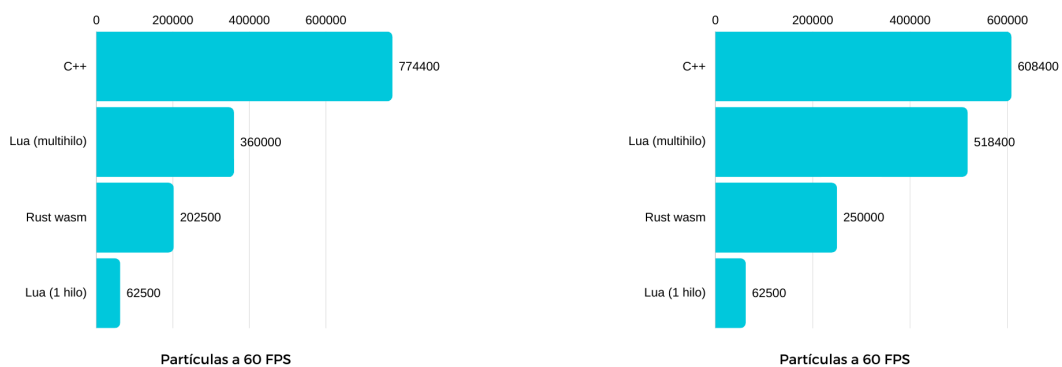 0 200000 400000 600000
C++ 774400
Lua (multihilo) 360000
Rust wasm 202500
Lua (1 hilo) 62500
Partículas a 60 FPS
0 200000 400000 600000
C++ 608400
Lua (multihilo) 518400
Rust wasm 250000
Lua (1 hilo) 62500
Partículas a 60 FPS